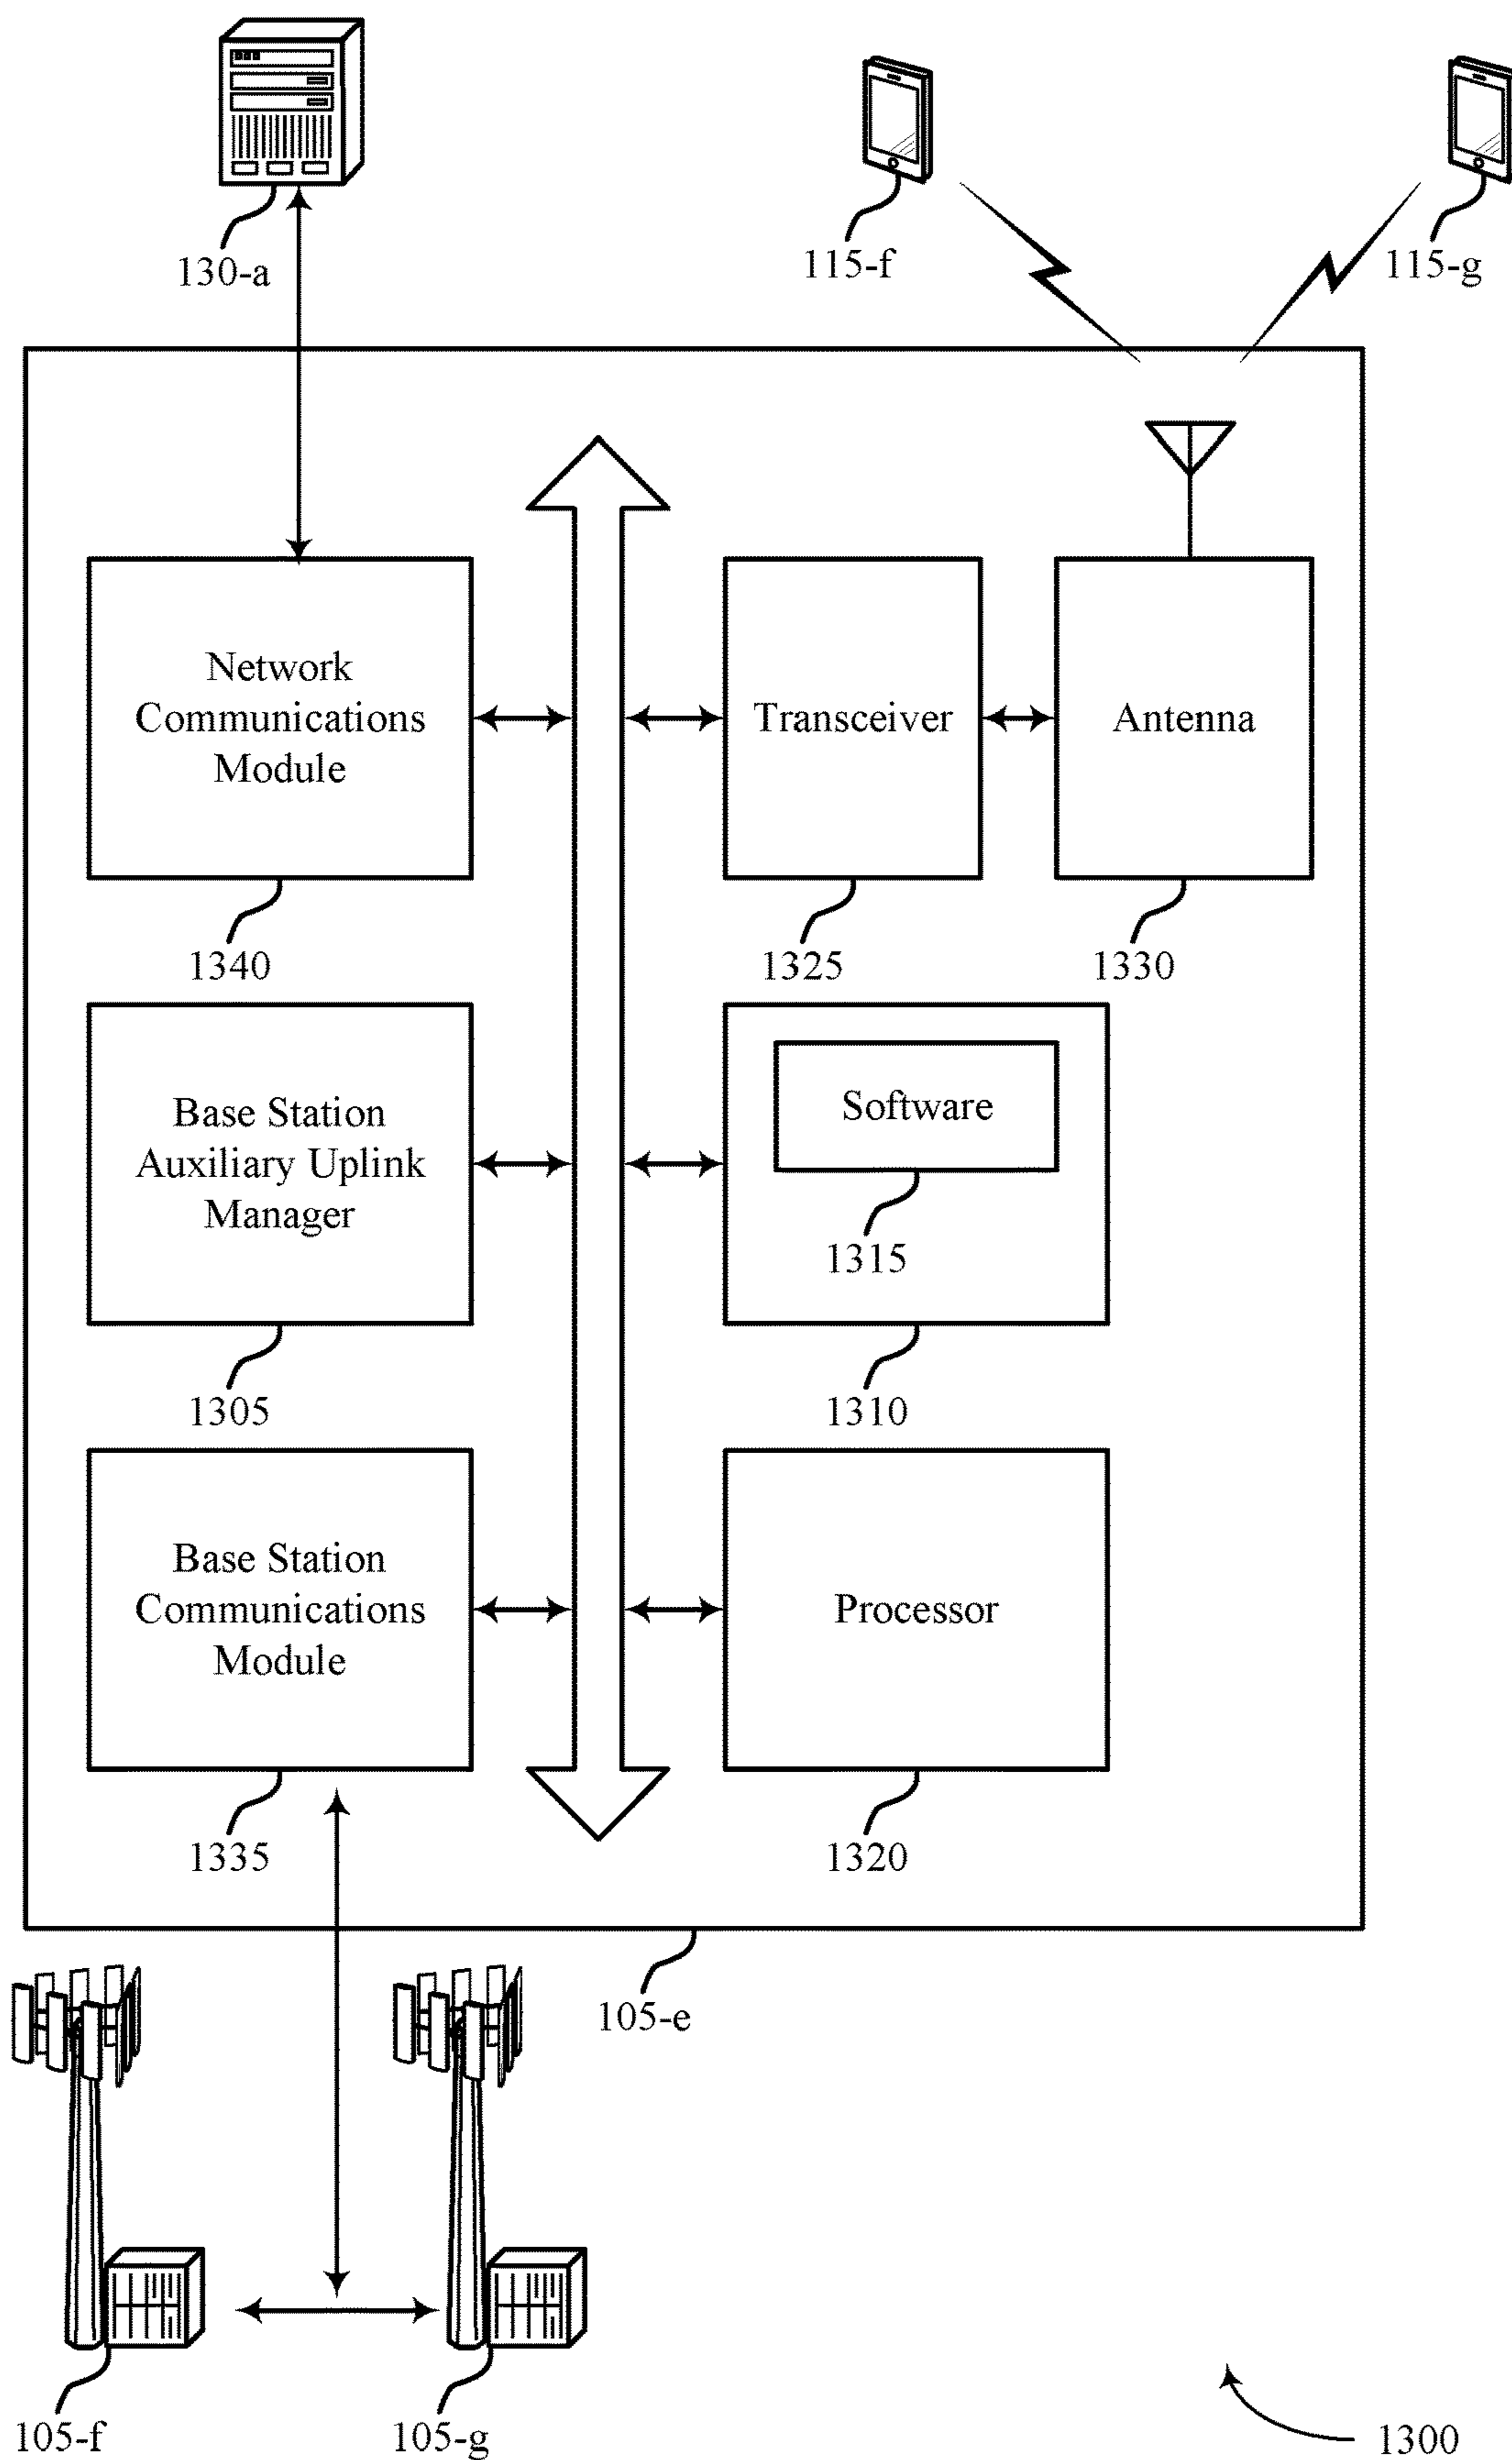 130-a
115-f
115-g
Network
Communications
Module
Transceiver
Antenna
1340
1325
1330
Base Station
Auxiliary Uplink
Manager
Software
1315
1305
1310
Base Station
Communications
Module
Processor
1335
1320
105-e
105-f
105-g
1300